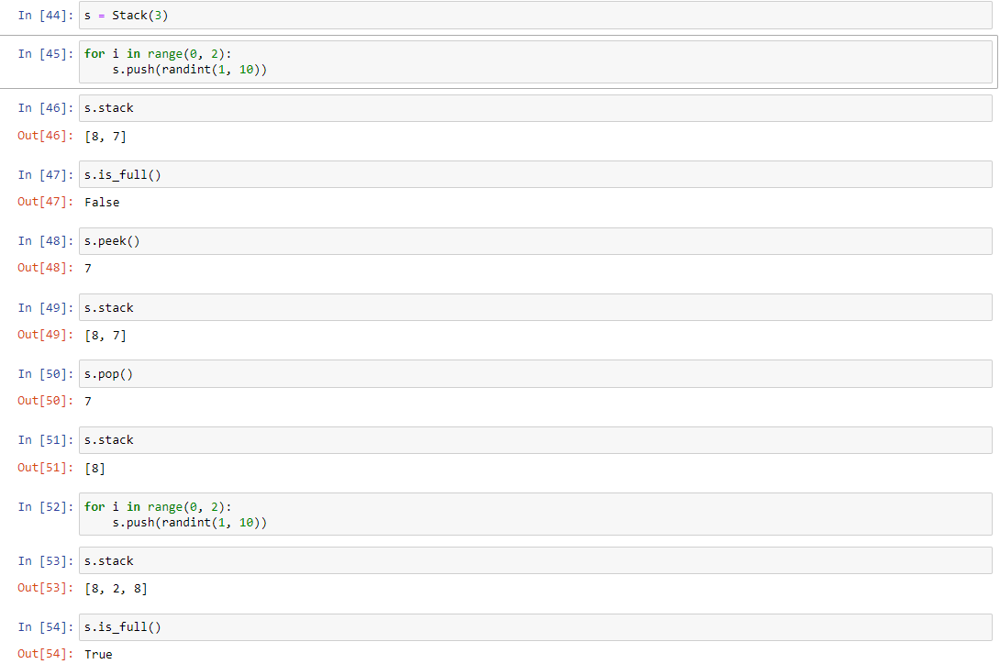 In [44]: s = Stack(3)
In [45]: for i in range(0, 2):
    s.push(randint(1, 10))
In [46]: s.stack
Out[46]: [8, 7]
In [47]: s.is_full()
Out[47]: False
In [48]: s.peek()
Out[48]: 7
In [49]: s.stack
Out[49]: [8, 7]
In [50]: s.pop()
Out[50]: 7
In [51]: s.stack
Out[51]: [8]
In [52]: for i in range(0, 2):
    s.push(randint(1, 10))
In [53]: s.stack
Out[53]: [8, 2, 8]
In [54]: s.is_full()
Out[54]: True